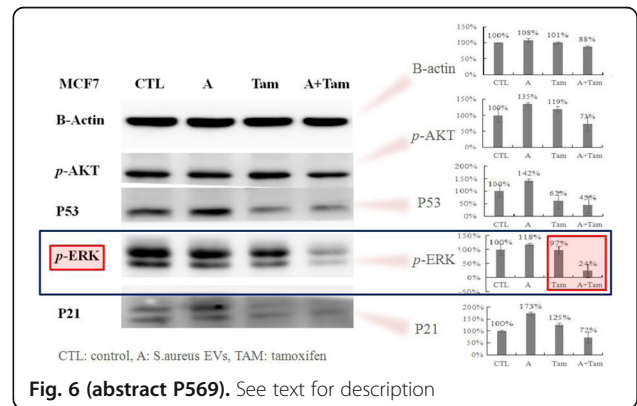 MCF7 CTL A Tam A+Tam
B-Actin
p-AKT
P53
p-ERK
P21
B-actin
150%
100%
50%
0%
100% 108% 101% 88%
CTL A Tam A+Tam
p-AKT
150%
100%
50%
0%
100% 135% 119% 73%
CTL A Tam A+Tam
P53
200%
150%
100%
50%
0%
100% 142% 62% 45%
CTL A Tam A+Tam
p-ERK
150%
100%
50%
0%
-50%
100% 118% 97% 24%
CTL A Tam A+Tam
P21
200%
150%
100%
50%
0%
100% 173% 125% 72%
CTL A Tam A+Tam
CTL: control, A: S.aureus EVs, TAM: tamoxifen
Fig. 6 (abstract P569). See text for description